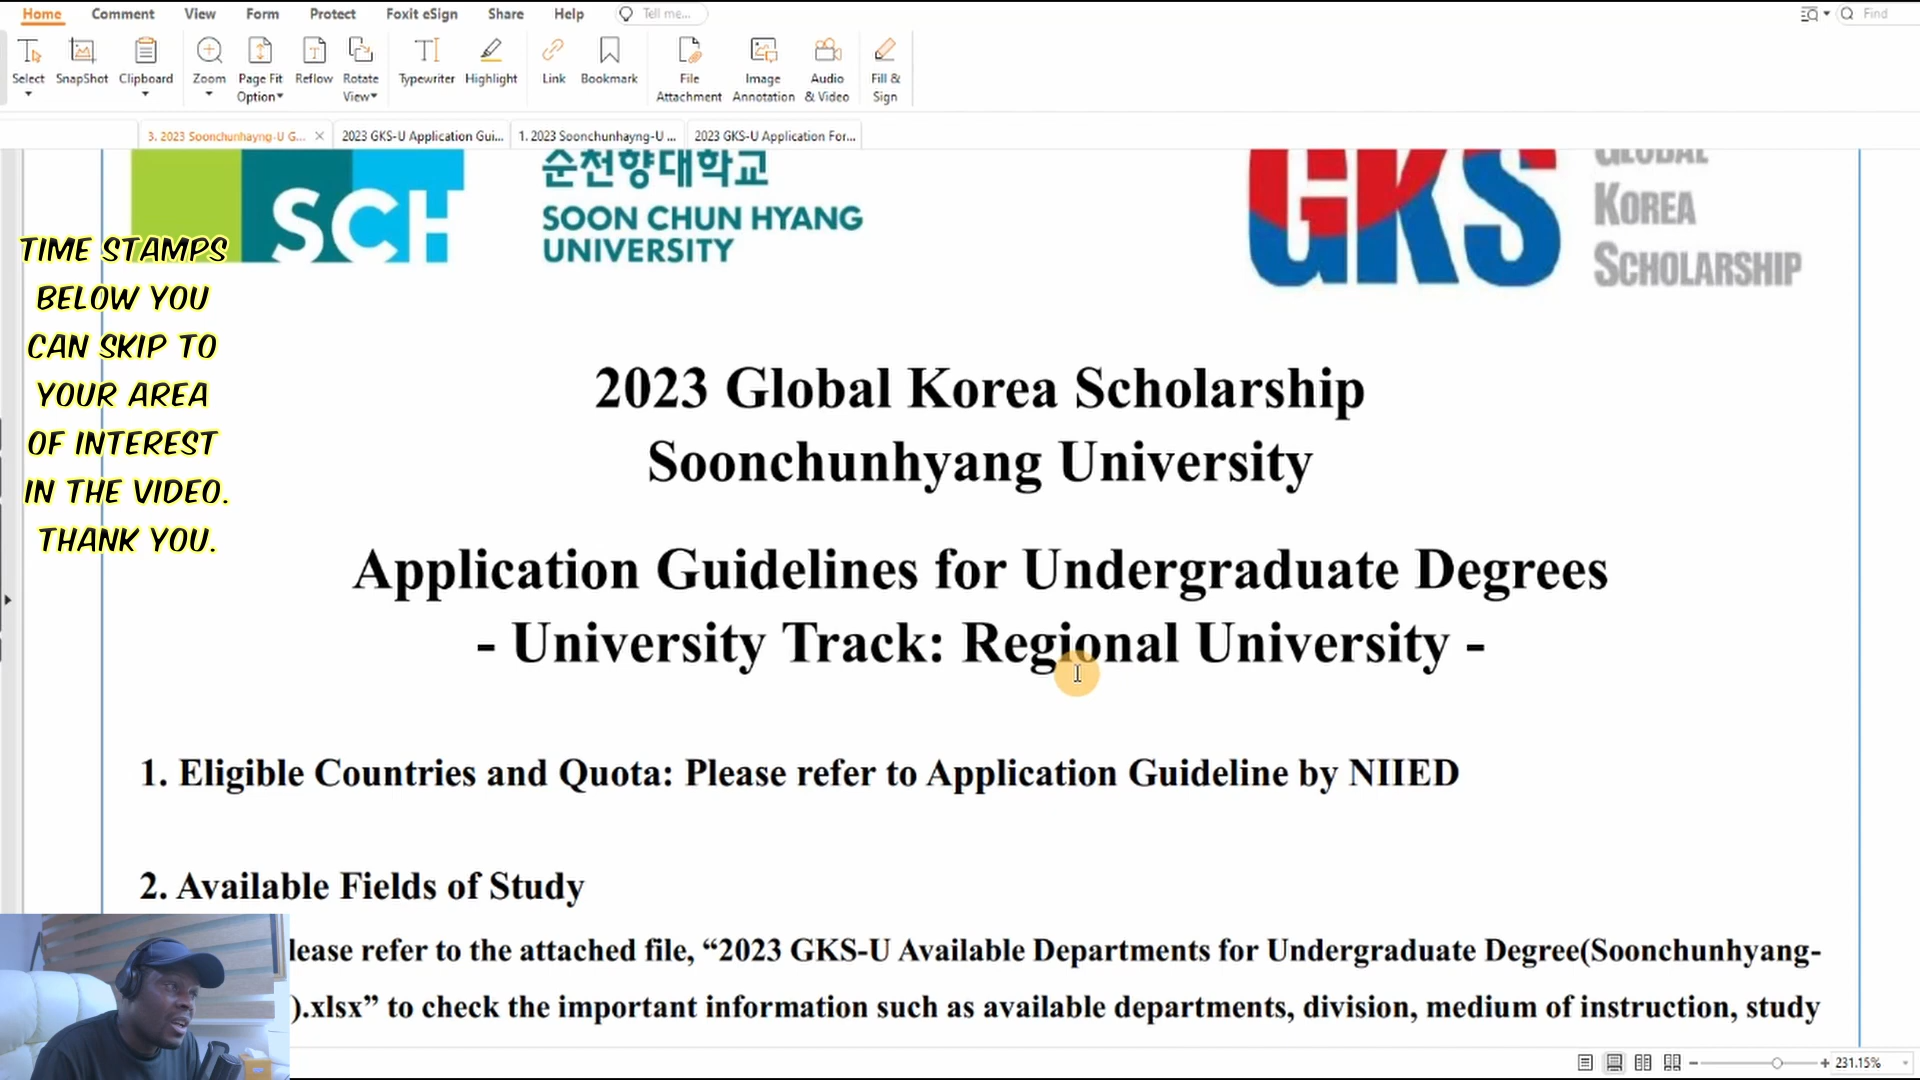 Home Comment View Form Protect Foxit eSign Share Help Tell me... Find
Select SnapShot Clipboard Zoom Page Fit Option Reflow Rotate View Typewriter Highlight Link Bookmark File Attachment Image Annotation Audio & Video Fill & Sign
3. 2023 Soonchunhayng-U G... 2023 GKS-U Application Gui... 1. 2023 Soonchunhayng-U ... 2023 GKS-U Application For...
SCH
순천향대학교
SOON CHUN HYANG
UNIVERSITY
GKS
GLOBAL
KOREA
SCHOLARSHIP
TIME STAMPS
BELOW YOU
CAN SKIP TO
YOUR AREA
OF INTEREST
IN THE VIDEO.
THANK YOU.
2023 Global Korea Scholarship
Soonchunhyang University
Application Guidelines for Undergraduate Degrees
- University Track: Regional University -
1. Eligible Countries and Quota: Please refer to Application Guideline by NIIED
2. Available Fields of Study
lease refer to the attached file, “2023 GKS-U Available Departments for Undergraduate Degree(Soonchunhyang-
).xlsx” to check the important information such as available departments, division, medium of instruction, study
231.15%